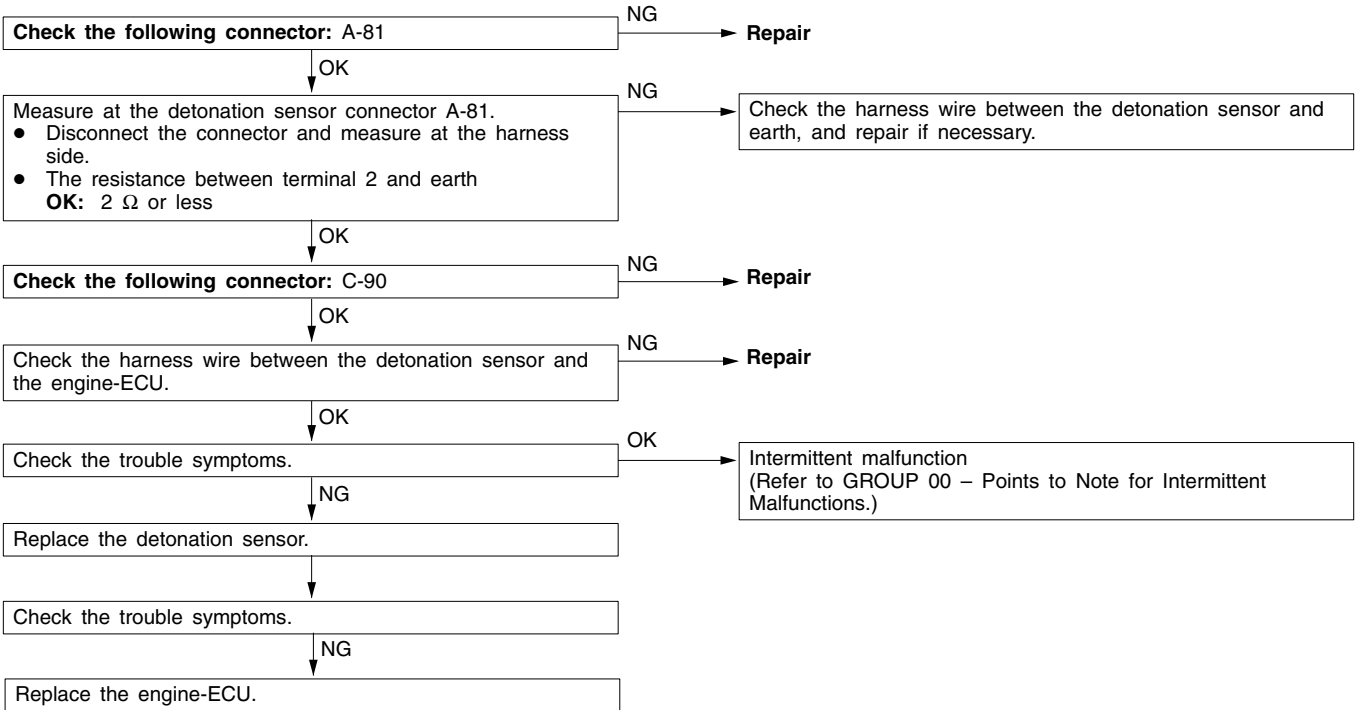 Check the following connector: A-81
NG
Repair
OK
Measure at the detonation sensor connector A-81.
● Disconnect the connector and measure at the harness
side.
● The resistance between terminal 2 and earth
OK: 2 Ω or less
NG
Check the harness wire between the detonation sensor and
earth, and repair if necessary.
OK
Check the following connector: C-90
NG
Repair
OK
Check the harness wire between the detonation sensor and
the engine-ECU.
NG
Repair
OK
Check the trouble symptoms.
OK
Intermittent malfunction
(Refer to GROUP 00 – Points to Note for Intermittent
Malfunctions.)
NG
Replace the detonation sensor.
Check the trouble symptoms.
NG
Replace the engine-ECU.